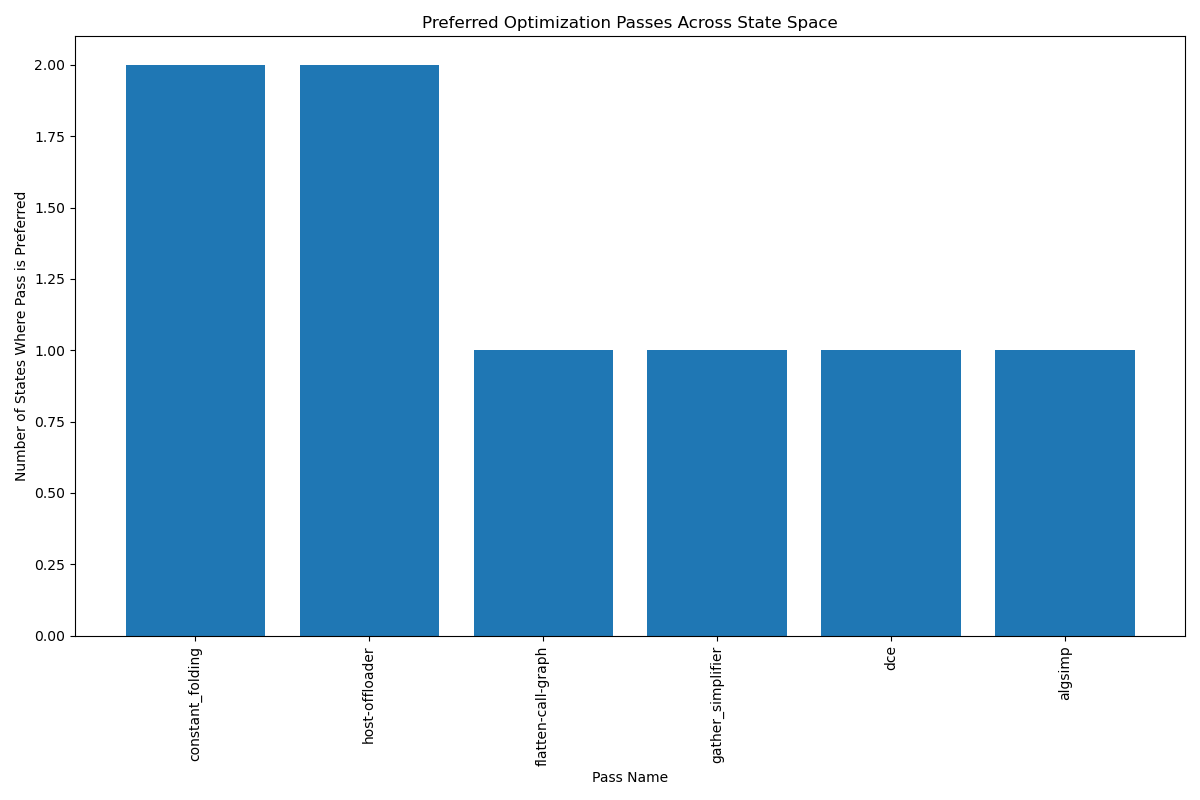 Preferred Optimization Passes Across State Space
Number of States Where Pass is Preferred
2.00
1.75
1.50
1.25
1.00
0.75
0.50
0.25
0.00
constant_folding
host-offloader
flatten-call-graph
gather_simplifier
dce
algsimp
Pass Name